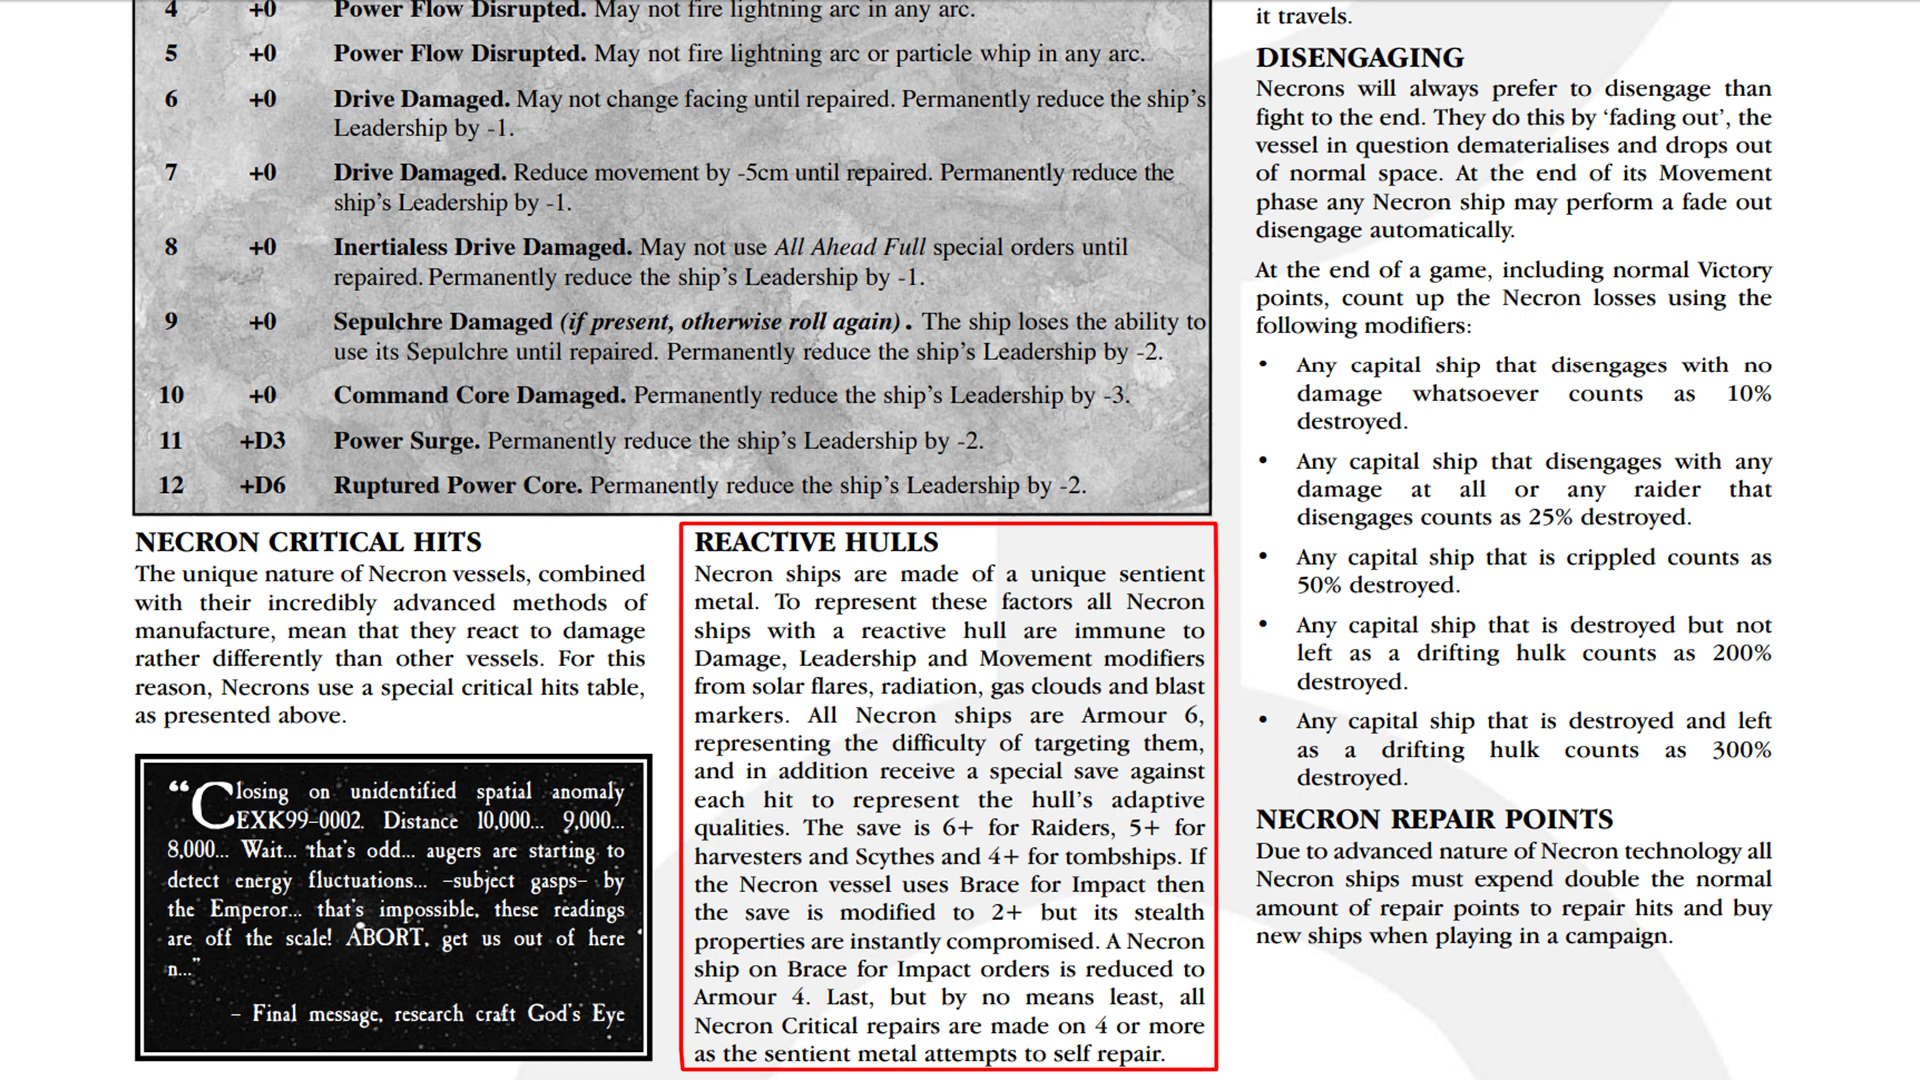 4 +0 Power Flow Disrupted. May not fire lightning arc in any arc.
5 +0 Power Flow Disrupted. May not fire lightning arc or particle whip in any arc.
6 +0 Drive Damaged. May not change facing until repaired. Permanently reduce the ship's
Leadership by -1.
7 +0 Drive Damaged. Reduce movement by -5cm until repaired. Permanently reduce the
ship's Leadership by -1.
8 +0 Inertialess Drive Damaged. May not use All Ahead Full special orders until
repaired. Permanently reduce the ship's Leadership by -1.
9 +0 Sepulchre Damaged (if present, otherwise roll again). The ship loses the ability to
use its Sepulchre until repaired. Permanently reduce the ship's Leadership by -2.
10 +0 Command Core Damaged. Permanently reduce the ship's Leadership by -3.
11 +D3 Power Surge. Permanently reduce the ship's Leadership by -2.
12 +D6 Ruptured Power Core. Permanently reduce the ship's Leadership by -2.
NECRON CRITICAL HITS
The unique nature of Necron vessels, combined
with their incredibly advanced methods of
manufacture, mean that they react to damage
rather differently than other vessels. For this
reason, Necrons use a special critical hits table,
as presented above.
“Closing on unidentified spatial anomaly
EXK99-0002. Distance 10,000... 9,000...
8,000... Wait... that's odd... augers are starting to
detect energy fluctuations... -subject gasps- by
the Emperor... that's impossible, these readings
are off the scale! ABORT, get us out of here
n...”
- Final message, research craft God's Eye
REACTIVE HULLS
Necron ships are made of a unique sentient
metal. To represent these factors all Necron
ships with a reactive hull are immune to
Damage, Leadership and Movement modifiers
from solar flares, radiation, gas clouds and blast
markers. All Necron ships are Armour 6,
representing the difficulty of targeting them,
and in addition receive a special save against
each hit to represent the hull's adaptive
qualities. The save is 6+ for Raiders, 5+ for
harvesters and Scythes and 4+ for tombships. If
the Necron vessel uses Brace for Impact then
the save is modified to 2+ but its stealth
properties are instantly compromised. A Necron
ship on Brace for Impact orders is reduced to
Armour 4. Last, but by no means least, all
Necron Critical repairs are made on 4 or more
as the sentient metal attempts to self repair.
it travels.
DISENGAGING
Necrons will always prefer to disengage than
fight to the end. They do this by ‘fading out’, the
vessel in question dematerialises and drops out
of normal space. At the end of its Movement
phase any Necron ship may perform a fade out
disengage automatically.
At the end of a game, including normal Victory
points, count up the Necron losses using the
following modifiers:
• Any capital ship that disengages with no
damage whatsoever counts as 10%
destroyed.
• Any capital ship that disengages with any
damage at all or any raider that
disengages counts as 25% destroyed.
• Any capital ship that is crippled counts as
50% destroyed.
• Any capital ship that is destroyed but not
left as a drifting hulk counts as 200%
destroyed.
• Any capital ship that is destroyed and left
as a drifting hulk counts as 300%
destroyed.
NECRON REPAIR POINTS
Due to advanced nature of Necron technology all
Necron ships must expend double the normal
amount of repair points to repair hits and buy
new ships when playing in a campaign.